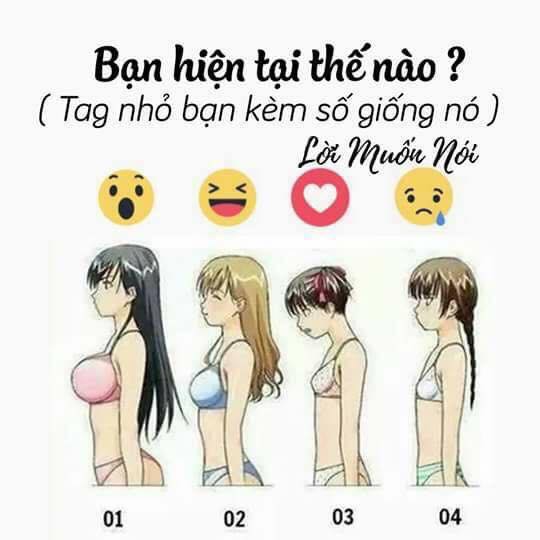 Bạn hiện tại thế nào ?
( Tag nhỏ bạn kèm số giống nó )
Lời Muốn Nói
01 02 03 04